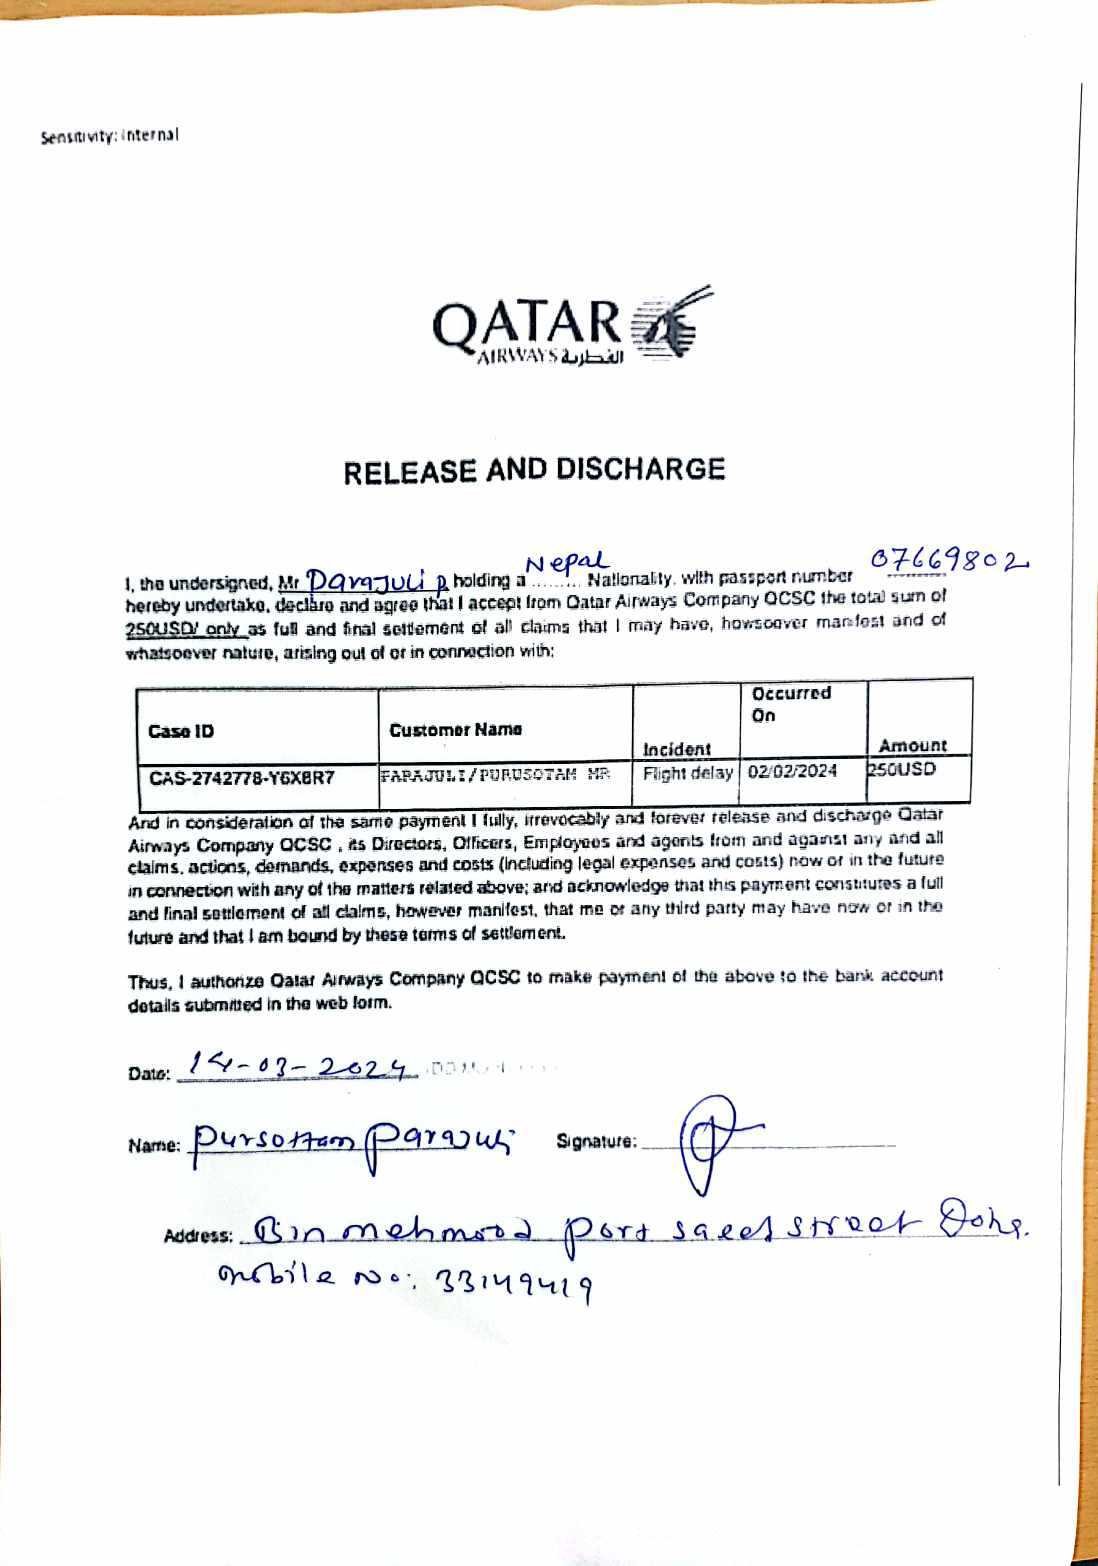 Sensitivity: Internal
QATAR
AIRWAYS القطرية
RELEASE AND DISCHARGE
I, the undersigned, Mr Parajuli P holding a Nepal Nationality, with passport number 07669802
hereby undertake, declare and agree that I accept from Qatar Airways Company QCSC the total sum of
250USD/ only as full and final settlement of all claims that I may have, howsoever manifest and of
whatsoever nature, arising out of or in connection with:
Case ID Customer Name Incident Occurred On Amount
CAS-2742778-Y6X8R7 PARAJULI/PURUSOTAM MR Flight delay 02/02/2024 250USD
And in consideration of the same payment I fully, irrevocably and forever release and discharge Qatar
Airways Company QCSC , its Directors, Officers, Employees and agents from and against any and all
claims, actions, demands, expenses and costs (including legal expenses and costs) now or in the future
in connection with any of the matters related above; and acknowledge that this payment constitutes a full
and final settlement of all claims, however manifest, that me or any third party may have now or in the
future and that I am bound by these terms of settlement.
Thus, I authorize Qatar Airways Company QCSC to make payment of the above to the bank account
details submitted in the web form.
Date: 14-03-2024
Name: Pursottam Parajuli Signature:
Address: Bin mehmood port saeed street Doha.
mobile no: 33149419